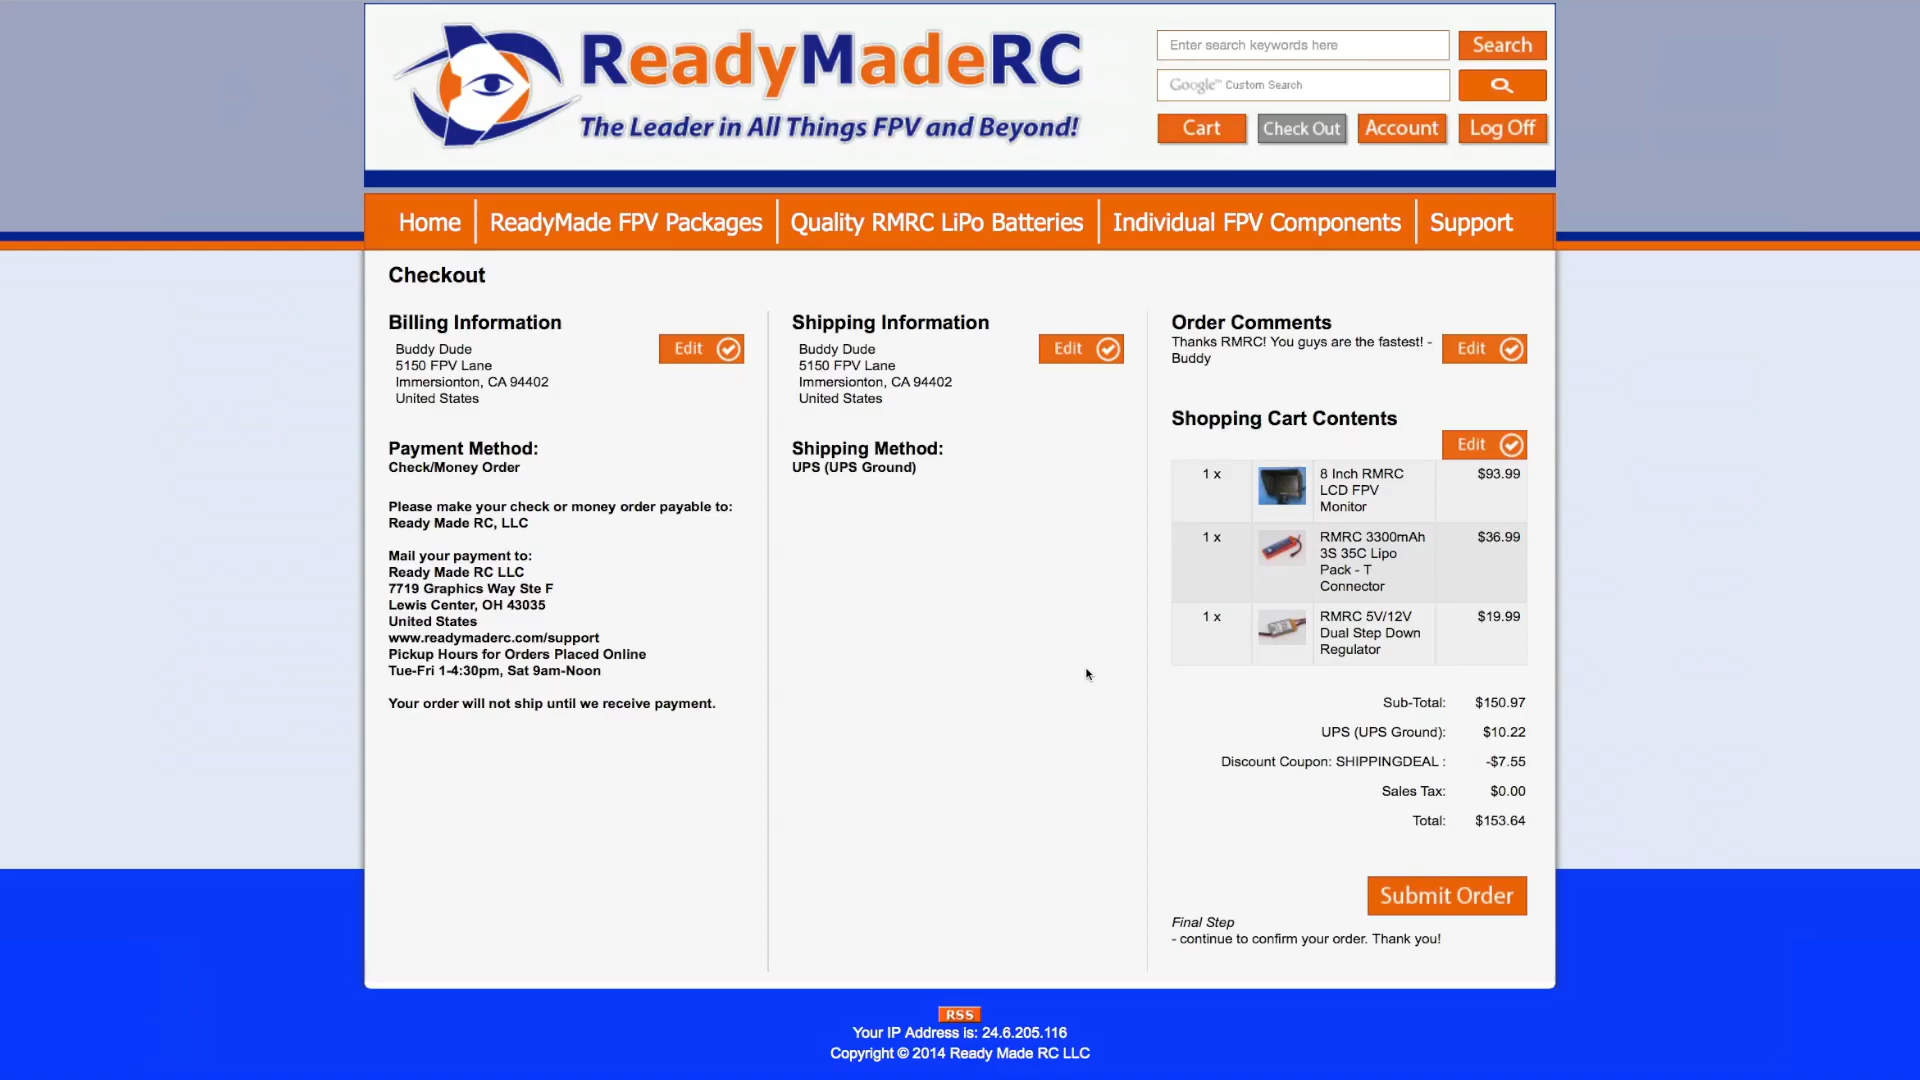 ReadyMadeRC
The Leader in All Things FPV and Beyond!
Enter search keywords here
Search
Google™ Custom Search
Cart
Check Out
Account
Log Off
Home
ReadyMade FPV Packages
Quality RMRC LiPo Batteries
Individual FPV Components
Support
Checkout
Billing Information
Edit
Buddy Dude
5150 FPV Lane
Immersionton, CA 94402
United States
Payment Method:
Check/Money Order
Please make your check or money order payable to:
Ready Made RC, LLC
Mail your payment to:
Ready Made RC LLC
7719 Graphics Way Ste F
Lewis Center, OH 43035
United States
www.readymaderc.com/support
Pickup Hours for Orders Placed Online
Tue-Fri 1-4:30pm, Sat 9am-Noon
Your order will not ship until we receive payment.
Shipping Information
Edit
Buddy Dude
5150 FPV Lane
Immersionton, CA 94402
United States
Shipping Method:
UPS (UPS Ground)
Order Comments
Thanks RMRC! You guys are the fastest! -
Buddy
Edit
Shopping Cart Contents
Edit
1 x 8 Inch RMRC $93.99
LCD FPV
Monitor
1 x RMRC 3300mAh $36.99
3S 35C Lipo
Pack - T
Connector
1 x RMRC 5V/12V $19.99
Dual Step Down
Regulator
Sub-Total: $150.97
UPS (UPS Ground): $10.22
Discount Coupon: SHIPPINGDEAL : -$7.55
Sales Tax: $0.00
Total: $153.64
Submit Order
Final Step
- continue to confirm your order. Thank you!
RSS
Your IP Address is: 24.6.205.116
Copyright © 2014 Ready Made RC LLC